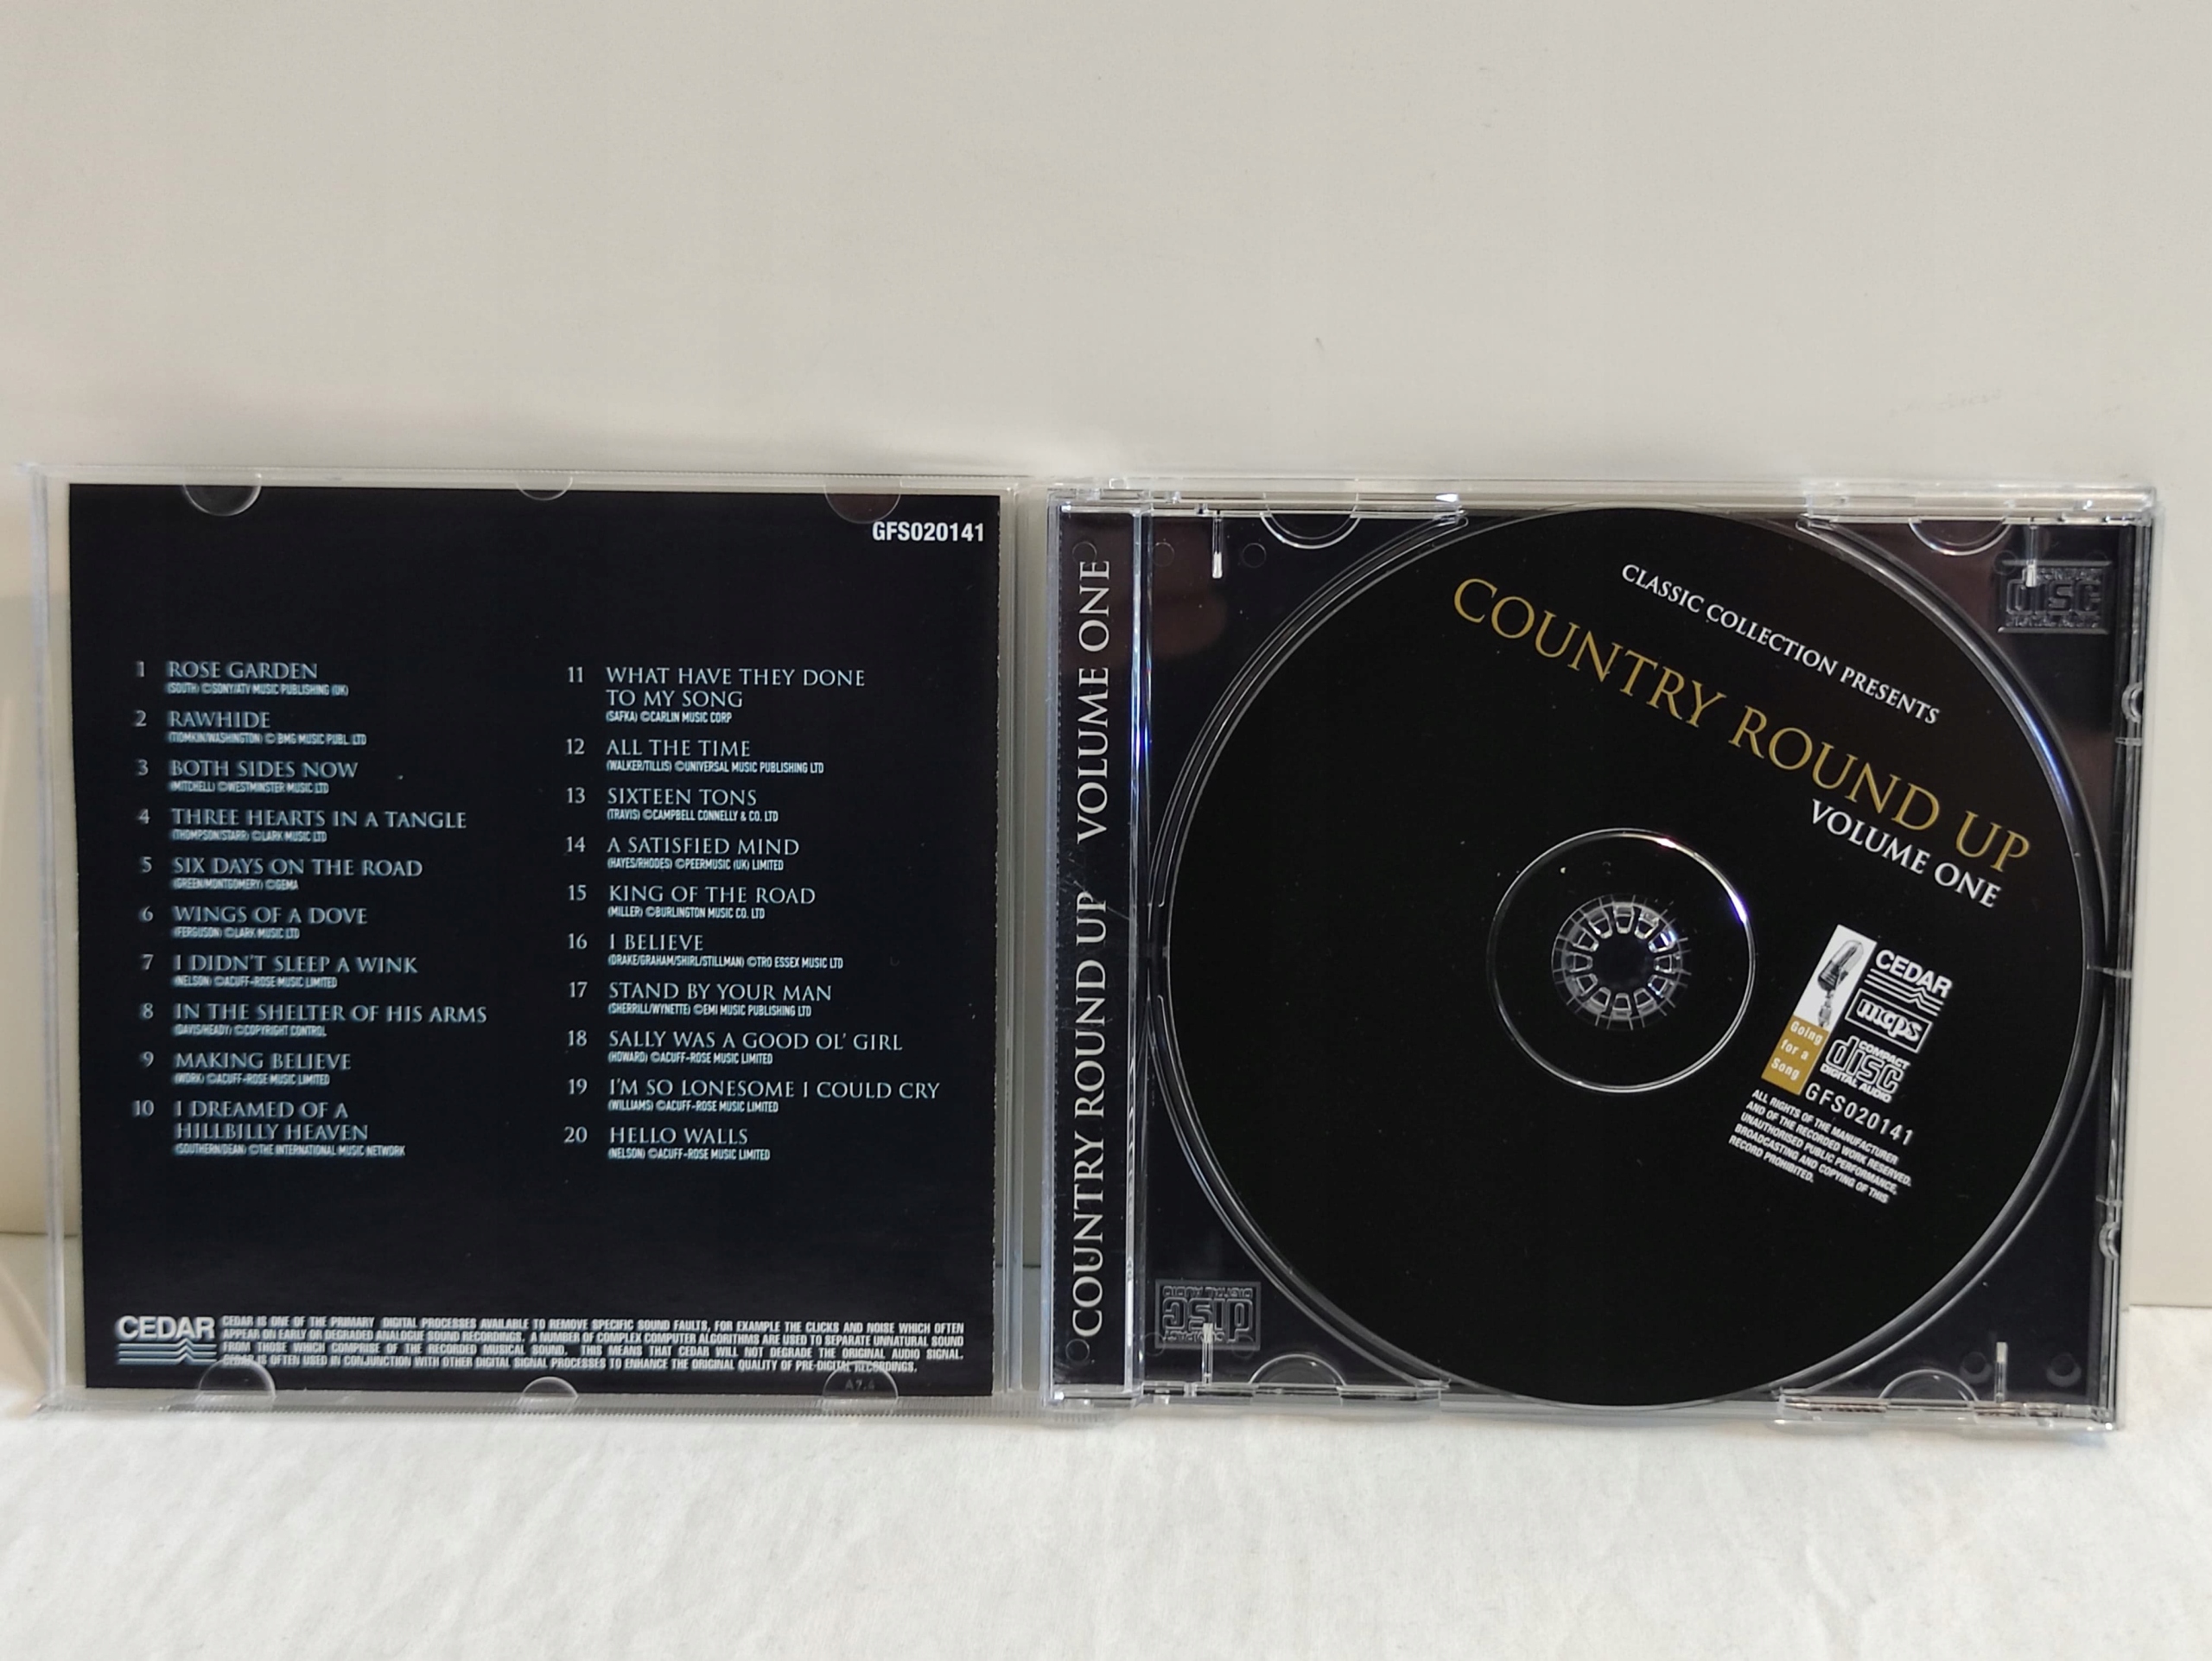 GFS020141
1 ROSE GARDEN
(SOUTH) ©SONY/ATV MUSIC PUBLISHING (UK)
2 RAWHIDE
(TIOMKIN/WASHINGTON) © BMG MUSIC PUBL. LTD
3 BOTH SIDES NOW
(MITCHELL) ©WESTMINSTER MUSIC LTD
4 THREE HEARTS IN A TANGLE
(THOMPSON/STARR) ©LARK MUSIC LTD
5 SIX DAYS ON THE ROAD
(GREEN/MONTGOMERY) ©GEMA
6 WINGS OF A DOVE
(FERGUSON) ©LARK MUSIC LTD
7 I DIDN'T SLEEP A WINK
(NELSON) ©ACUFF-ROSE MUSIC LIMITED
8 IN THE SHELTER OF HIS ARMS
(DAVIS/HEADY) ©COPYRIGHT CONTROL
9 MAKING BELIEVE
(WORK) ©ACUFF-ROSE MUSIC LIMITED
10 I DREAMED OF A
HILLBILLY HEAVEN
(SOUTHERN/DEAN) ©THE INTERNATIONAL MUSIC NETWORK
11 WHAT HAVE THEY DONE
TO MY SONG
(SAFKA) ©CARLIN MUSIC CORP
12 ALL THE TIME
(WALKER/TILLIS) ©UNIVERSAL MUSIC PUBLISHING LTD
13 SIXTEEN TONS
(TRAVIS) ©CAMPBELL CONNELLY & CO. LTD
14 A SATISFIED MIND
(HAYES/RHODES) ©PEERMUSIC (UK) LIMITED
15 KING OF THE ROAD
(MILLER) ©BURLINGTON MUSIC CO. LTD
16 I BELIEVE
(DRAKE/GRAHAM/SHIRL/STILLMAN) ©TRO ESSEX MUSIC LTD
17 STAND BY YOUR MAN
(SHERRILL/WYNETTE) ©EMI MUSIC PUBLISHING LTD
18 SALLY WAS A GOOD OL' GIRL
(HOWARD) ©ACUFF-ROSE MUSIC LIMITED
19 I'M SO LONESOME I COULD CRY
(WILLIAMS) ©ACUFF-ROSE MUSIC LIMITED
20 HELLO WALLS
(NELSON) ©ACUFF-ROSE MUSIC LIMITED
CEDAR
CEDAR IS ONE OF THE PRIMARY DIGITAL PROCESSES AVAILABLE TO REMOVE SPECIFIC SOUND FAULTS, FOR EXAMPLE THE CLICKS AND NOISE WHICH OFTEN
APPEAR ON EARLY OR DEGRADED ANALOGUE SOUND RECORDINGS. A NUMBER OF COMPLEX COMPUTER ALGORITHMS ARE USED TO SEPARATE UNNATURAL SOUND
FROM THOSE WHICH COMPRISE OF THE RECORDED MUSICAL SOUND. THIS MEANS THAT CEDAR WILL NOT DEGRADE THE ORIGINAL AUDIO SIGNAL.
CEDAR IS OFTEN USED IN CONJUNCTION WITH OTHER DIGITAL SIGNAL PROCESSES TO ENHANCE THE ORIGINAL QUALITY OF PRE-DIGITAL RECORDINGS.
COUNTRY ROUND UP VOLUME ONE
CLASSIC COLLECTION PRESENTS
COUNTRY ROUND UP
VOLUME ONE
CEDAR
mcps
COMPACT
disc
DIGITAL AUDIO
Going
for a
Song
GFS020141
ALL RIGHTS OF THE MANUFACTURER
AND OF THE RECORDED WORK RESERVED.
UNAUTHORISED PUBLIC PERFORMANCE,
BROADCASTING AND COPYING OF THIS
RECORD PROHIBITED.
disc
COMPACT
disc
DIGITAL AUDIO